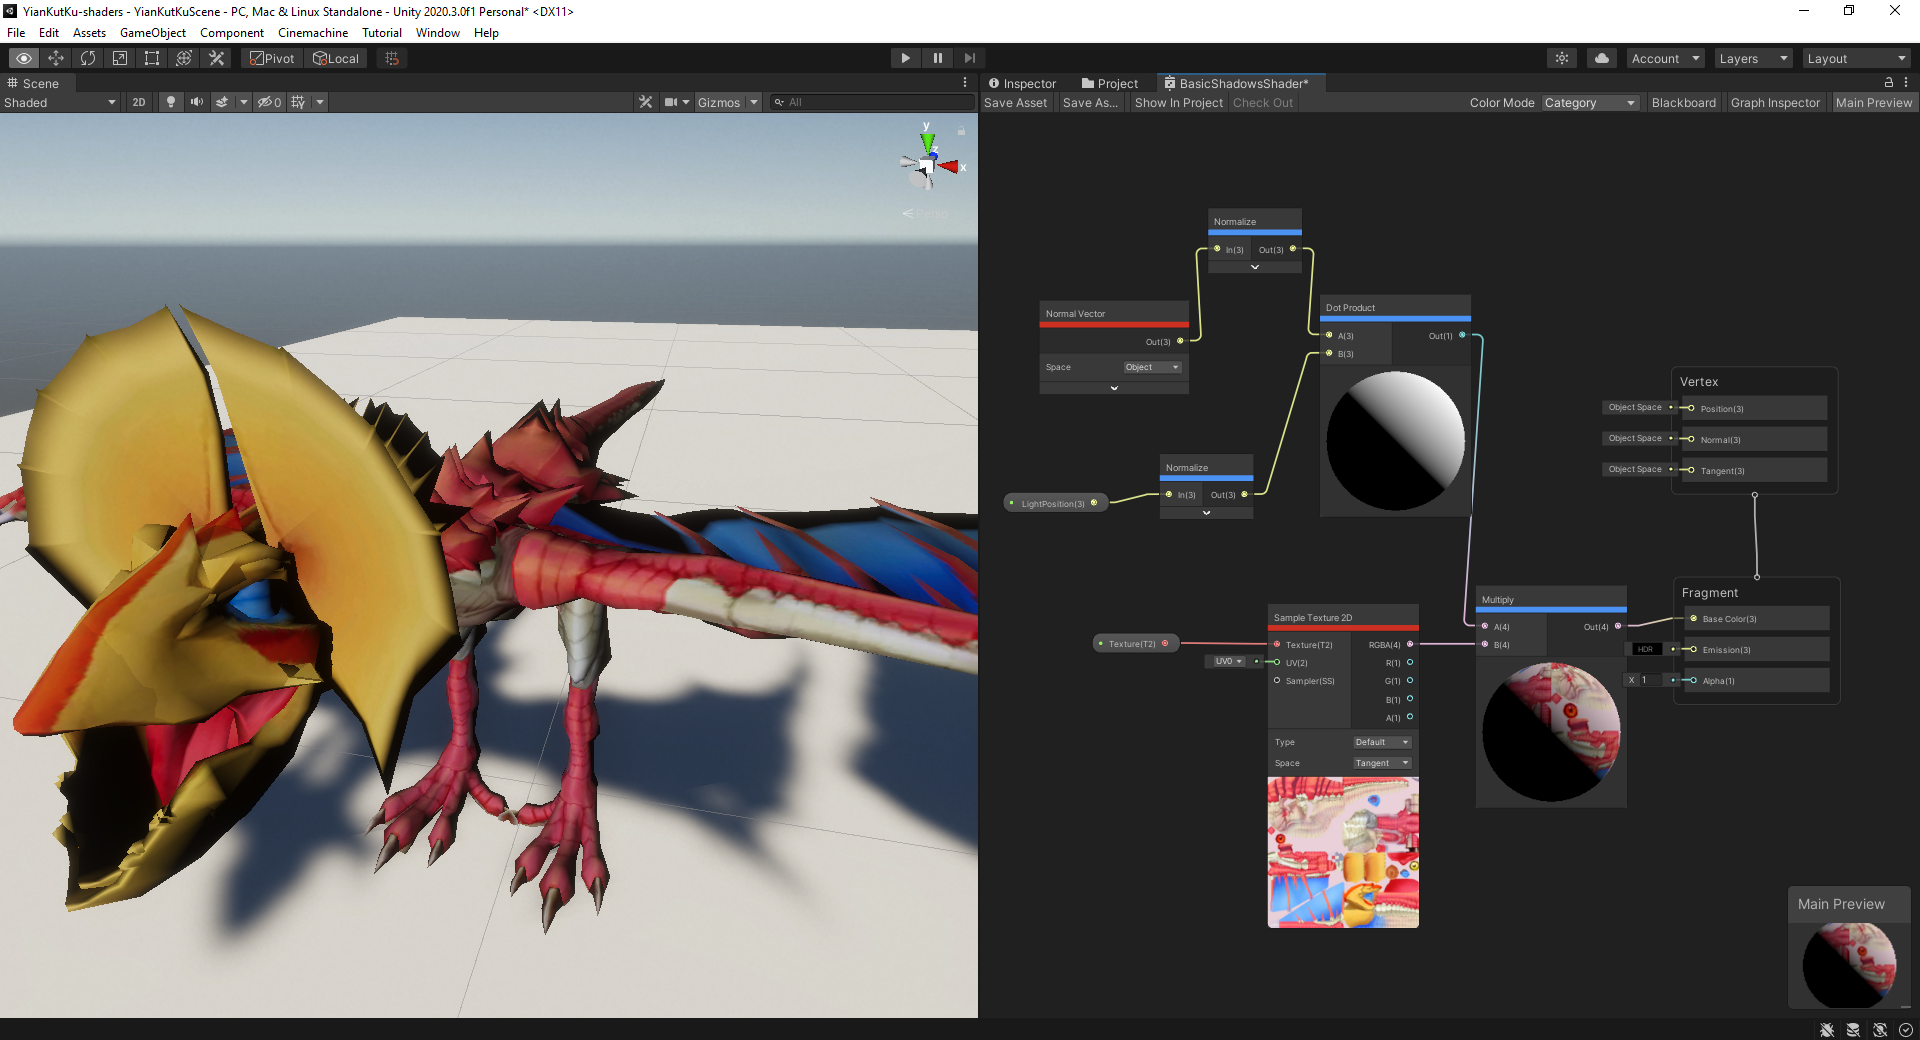 YianKutKu-shaders - YianKutKuScene - PC, Mac & Linux Standalone - Unity 2020.3.0f1 Personal* <DX11>
File Edit Assets GameObject Component Cinemachine Tutorial Window Help
Pivot Local Account Layers Layout
Scene
Shaded 2D 0 Gizmos All
y
x
Persp
Inspector Project BasicShadowsShader*
Save Asset Save As... Show In Project Check Out Color Mode Category Blackboard Graph Inspector Main Preview
Normalize
In(3) Out(3)
Normal Vector
Out(3)
Space Object
Dot Product
A(3) Out(1)
B(3)
LightPosition(3)
Normalize
In(3) Out(3)
Texture(T2)
UV0
Sample Texture 2D
Texture(T2) RGBA(4)
UV(2) R(1)
Sampler(SS) G(1)
B(1)
A(1)
Type Default
Space Tangent
Multiply
A(4) Out(4)
B(4)
Vertex
Object Space Position(3)
Object Space Normal(3)
Object Space Tangent(3)
Fragment
Base Color(3)
HDR Emission(3)
X 1 Alpha(1)
Main Preview